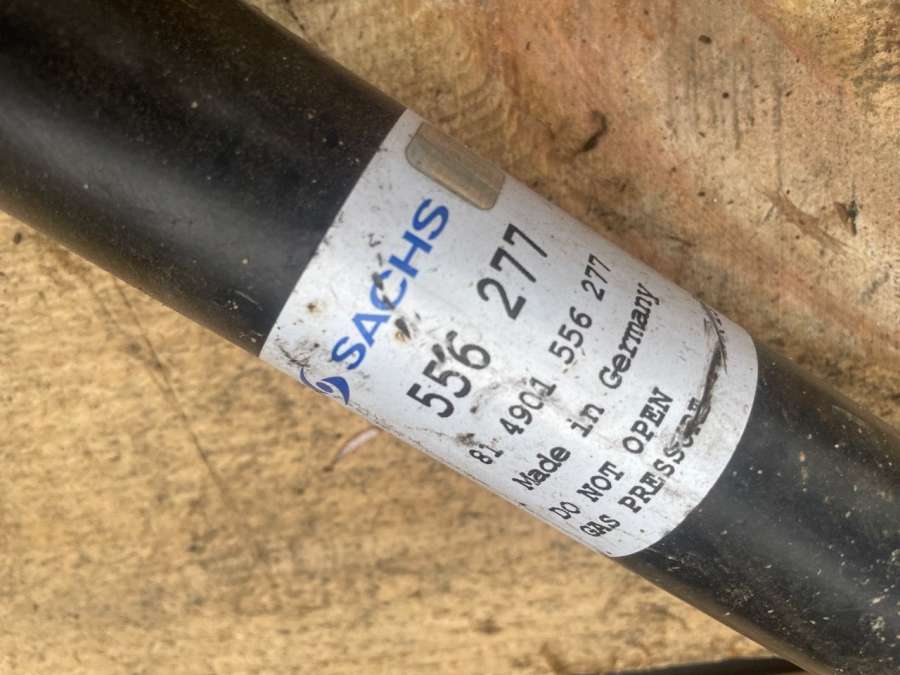 SACHS
556 277
81 4901 556 277
Made in Germany
DO NOT OPEN
GAS PRESSURE